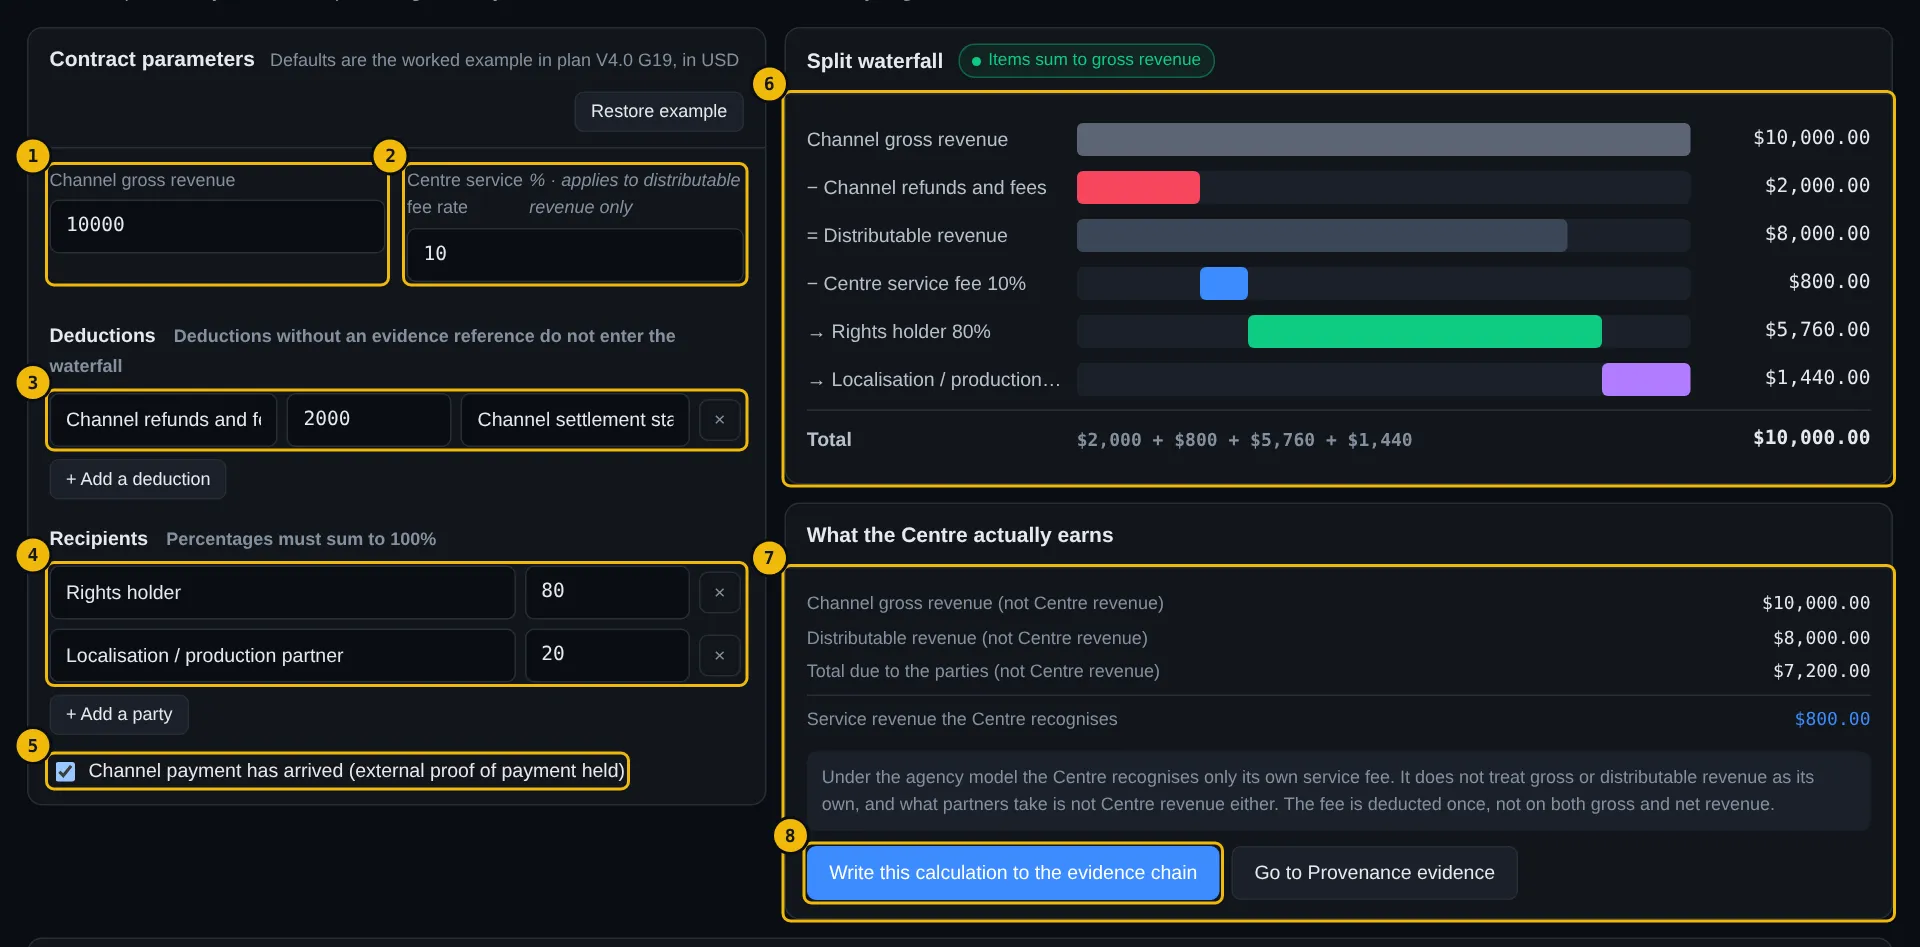 Contract parameters Defaults are the worked example in plan V4.0 G19, in USD
Restore example
1
2
Channel gross revenue
10000
Centre service fee rate
% · applies to distributable revenue only
10
Deductions Deductions without an evidence reference do not enter the
waterfall
3
Channel refunds and fe 2000 Channel settlement sta ×
+ Add a deduction
Recipients Percentages must sum to 100%
4
Rights holder 80 ×
Localisation / production partner 20 ×
+ Add a party
5
Channel payment has arrived (external proof of payment held)
Split waterfall Items sum to gross revenue
6
Channel gross revenue $10,000.00
− Channel refunds and fees $2,000.00
= Distributable revenue $8,000.00
− Centre service fee 10% $800.00
→ Rights holder 80% $5,760.00
→ Localisation / production… $1,440.00
Total $2,000 + $800 + $5,760 + $1,440 $10,000.00
What the Centre actually earns
7
Channel gross revenue (not Centre revenue) $10,000.00
Distributable revenue (not Centre revenue) $8,000.00
Total due to the parties (not Centre revenue) $7,200.00
Service revenue the Centre recognises $800.00
Under the agency model the Centre recognises only its own service fee. It does not treat gross or distributable revenue as its
own, and what partners take is not Centre revenue either. The fee is deducted once, not on both gross and net revenue.
8
Write this calculation to the evidence chain Go to Provenance evidence